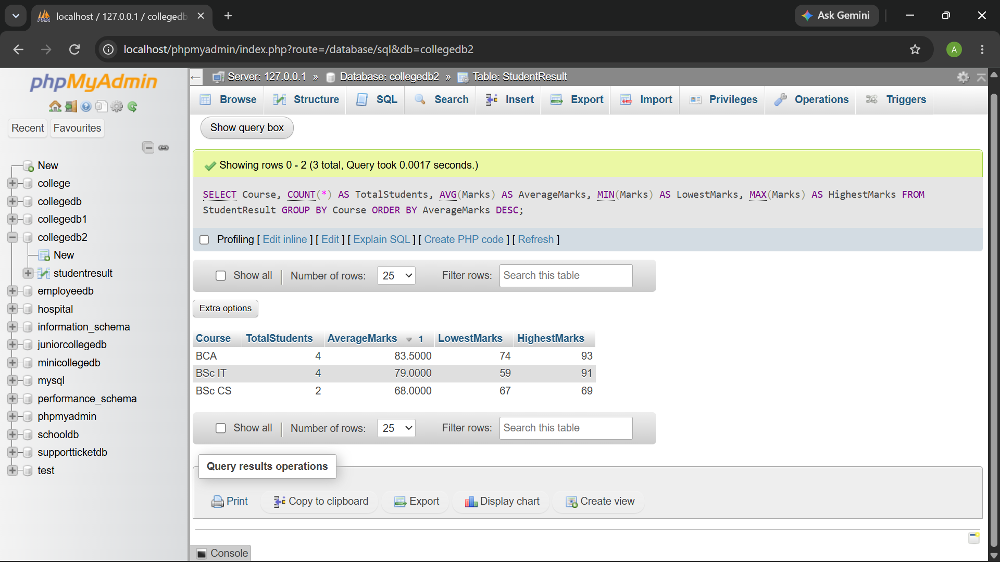 localhost / 127.0.0.1 / collegedb
Ask Gemini
localhost/phpmyadmin/index.php?route=/database/sql&db=collegedb2
A
phpMyAdmin
Recent
Favourites
New
college
collegedb
collegedb1
collegedb2
New
studentresult
employeedb
hospital
information_schema
juniorcollegedb
minicollegedb
mysql
performance_schema
phpmyadmin
schooldb
supportticketdb
test
Server: 127.0.0.1 » Database: collegedb2 » Table: StudentResult
Browse Structure SQL Search Insert Export Import Privileges Operations Triggers
Show query box
Showing rows 0 - 2 (3 total, Query took 0.0017 seconds.)
SELECT Course, COUNT(*) AS TotalStudents, AVG(Marks) AS AverageMarks, MIN(Marks) AS LowestMarks, MAX(Marks) AS HighestMarks FROM
StudentResult GROUP BY Course ORDER BY AverageMarks DESC;
Profiling [ Edit inline ] [ Edit ] [ Explain SQL ] [ Create PHP code ] [ Refresh ]
Show all Number of rows: 25 Filter rows: Search this table
Extra options
Course TotalStudents AverageMarks 1 LowestMarks HighestMarks
BCA 4 83.5000 74 93
BSc IT 4 79.0000 59 91
BSc CS 2 68.0000 67 69
Show all Number of rows: 25 Filter rows: Search this table
Query results operations
Print Copy to clipboard Export Display chart Create view
Console